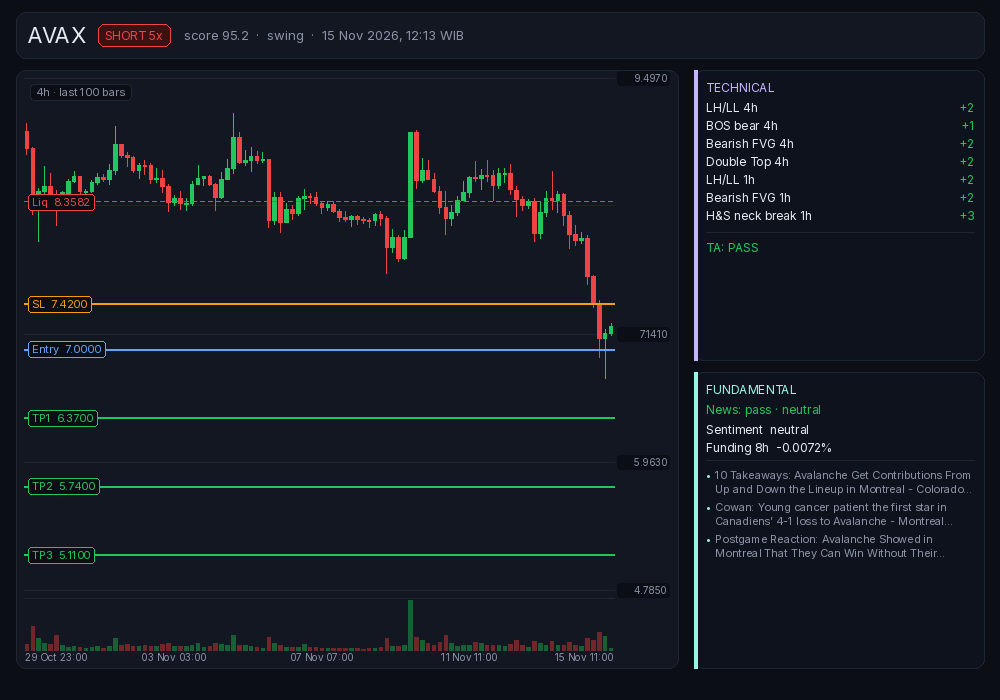 AVAX SHORT 5x score 95.2 · swing · 15 Nov 2026, 12:13 WIB
4h · last 100 bars
9.4970
Liq 8.3582
SL 7.4200
7.1410
Entry 7.0000
TP1 6.3700
5.9630
TP2 5.7400
TP3 5.1100
4.7850
29 Oct 23:00 03 Nov 03:00 07 Nov 07:00 11 Nov 11:00 15 Nov 11:00
TECHNICAL
LH/LL 4h +2
BOS bear 4h +1
Bearish FVG 4h +2
Double Top 4h +2
LH/LL 1h +2
Bearish FVG 1h +2
H&S neck break 1h +3
TA: PASS
FUNDAMENTAL
News: pass · neutral
Sentiment neutral
Funding 8h -0.0072%
• 10 Takeaways: Avalanche Get Contributions From
Up and Down the Lineup in Montreal - Colorado...
• Cowan: Young cancer patient the first star in
Canadiens' 4-1 loss to Avalanche - Montreal...
• Postgame Reaction: Avalanche Showed in
Montreal That They Can Win Without Their...